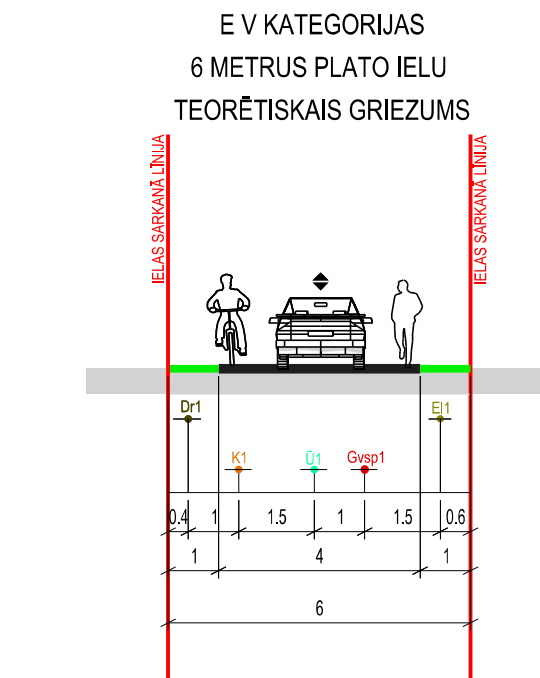 E V KATEGORIJAS
6 METRUS PLATO IELU
TEORĒTISKAIS GRIEZUMS
IELAS SARKANĀ LĪNIJA
IELAS SARKANĀ LĪNIJA
Dr1
El1
K1
Ū1
Gvsp1
0.4 1 1.5 1 1.5 0.6
1 4 1
6